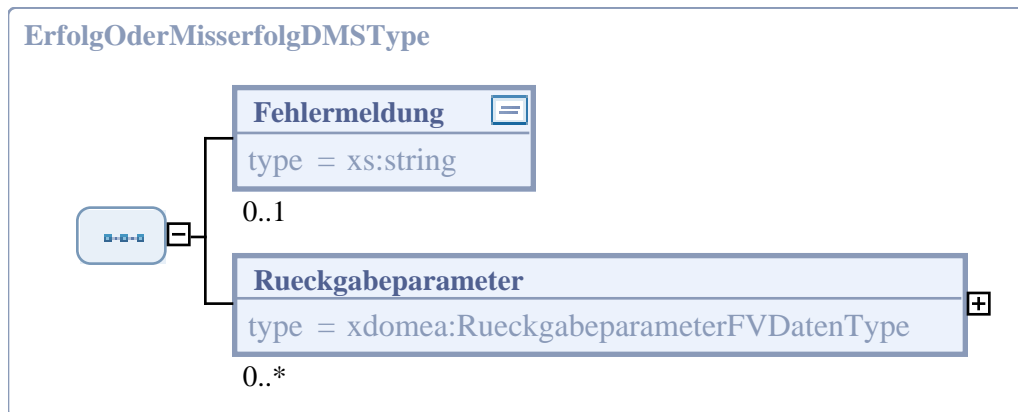 ErfolgOderMisserfolgDMSType
Fehlermeldung
type = xs:string
0..1
Rueckgabeparameter
type = xdomea:RueckgabeparameterFVDatenType
0..*